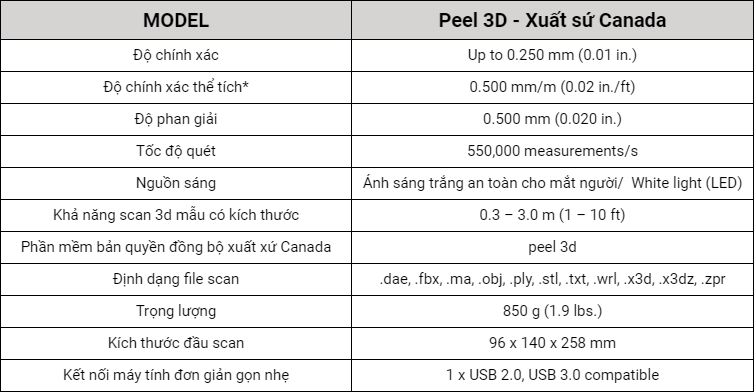 MODEL Peel 3D - Xuất sứ Canada
Độ chính xác Up to 0.250 mm (0.01 in.)
Độ chính xác thể tích* 0.500 mm/m (0.02 in./ft)
Độ phan giải 0.500 mm (0.020 in.)
Tốc độ quét 550,000 measurements/s
Nguồn sáng Ánh sáng trắng an toàn cho mắt người/ White light (LED)
Khả năng scan 3d mẫu có kích thước 0.3 – 3.0 m (1 – 10 ft)
Phần mềm bản quyền đồng bộ xuất xứ Canada peel 3d
Định dạng file scan .dae, .fbx, .ma, .obj, .ply, .stl, .txt, .wrl, .x3d, .x3dz, .zpr
Trọng lượng 850 g (1.9 lbs.)
Kích thước đầu scan 96 x 140 x 258 mm
Kết nối máy tính đơn giản gọn nhẹ 1 x USB 2.0, USB 3.0 compatible